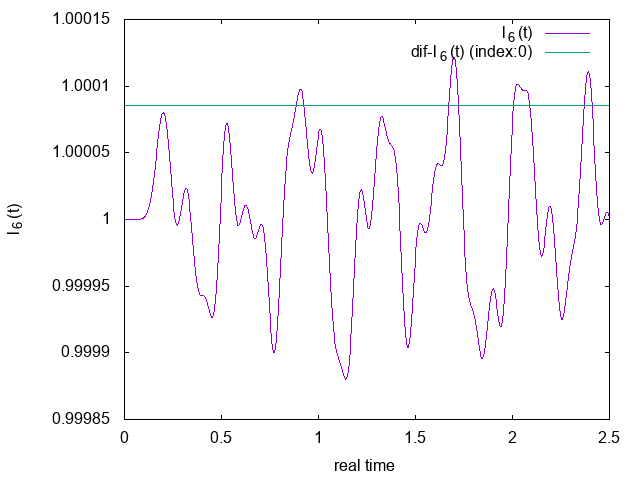 1.00015
1.0001
1.00005
1
0.99995
0.9999
0.99985
I6(t)
dif-I6(t) (index:0)
I6(t)
0 0.5 1 1.5 2 2.5
real time